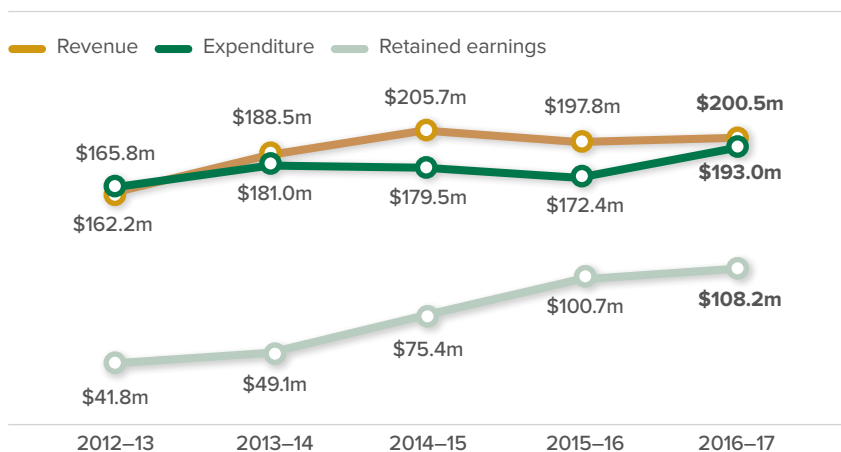 Revenue Expenditure Retained earnings
$205.7m
$197.8m
$200.5m
$188.5m
$165.8m
$193.0m
$181.0m
$179.5m
$172.4m
$162.2m
$108.2m
$100.7m
$75.4m
$49.1m
$41.8m
2012–13 2013–14 2014–15 2015–16 2016–17